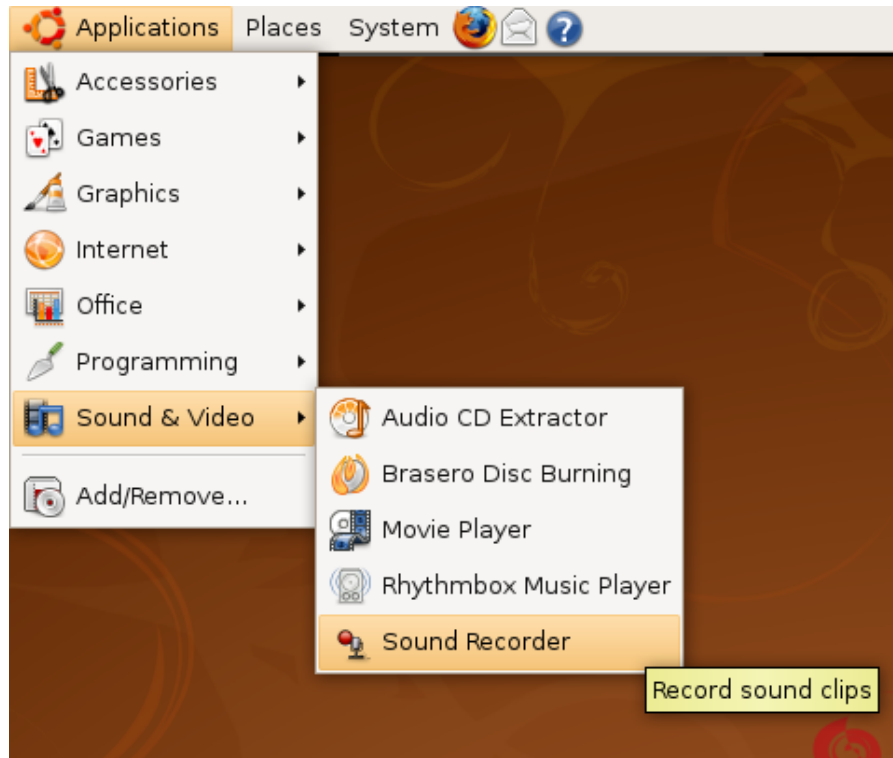 Applications Places System
Accessories
Games
Graphics
Internet
Office
Programming
Sound & Video
Add/Remove...
Audio CD Extractor
Brasero Disc Burning
Movie Player
Rhythmbox Music Player
Sound Recorder
Record sound clips